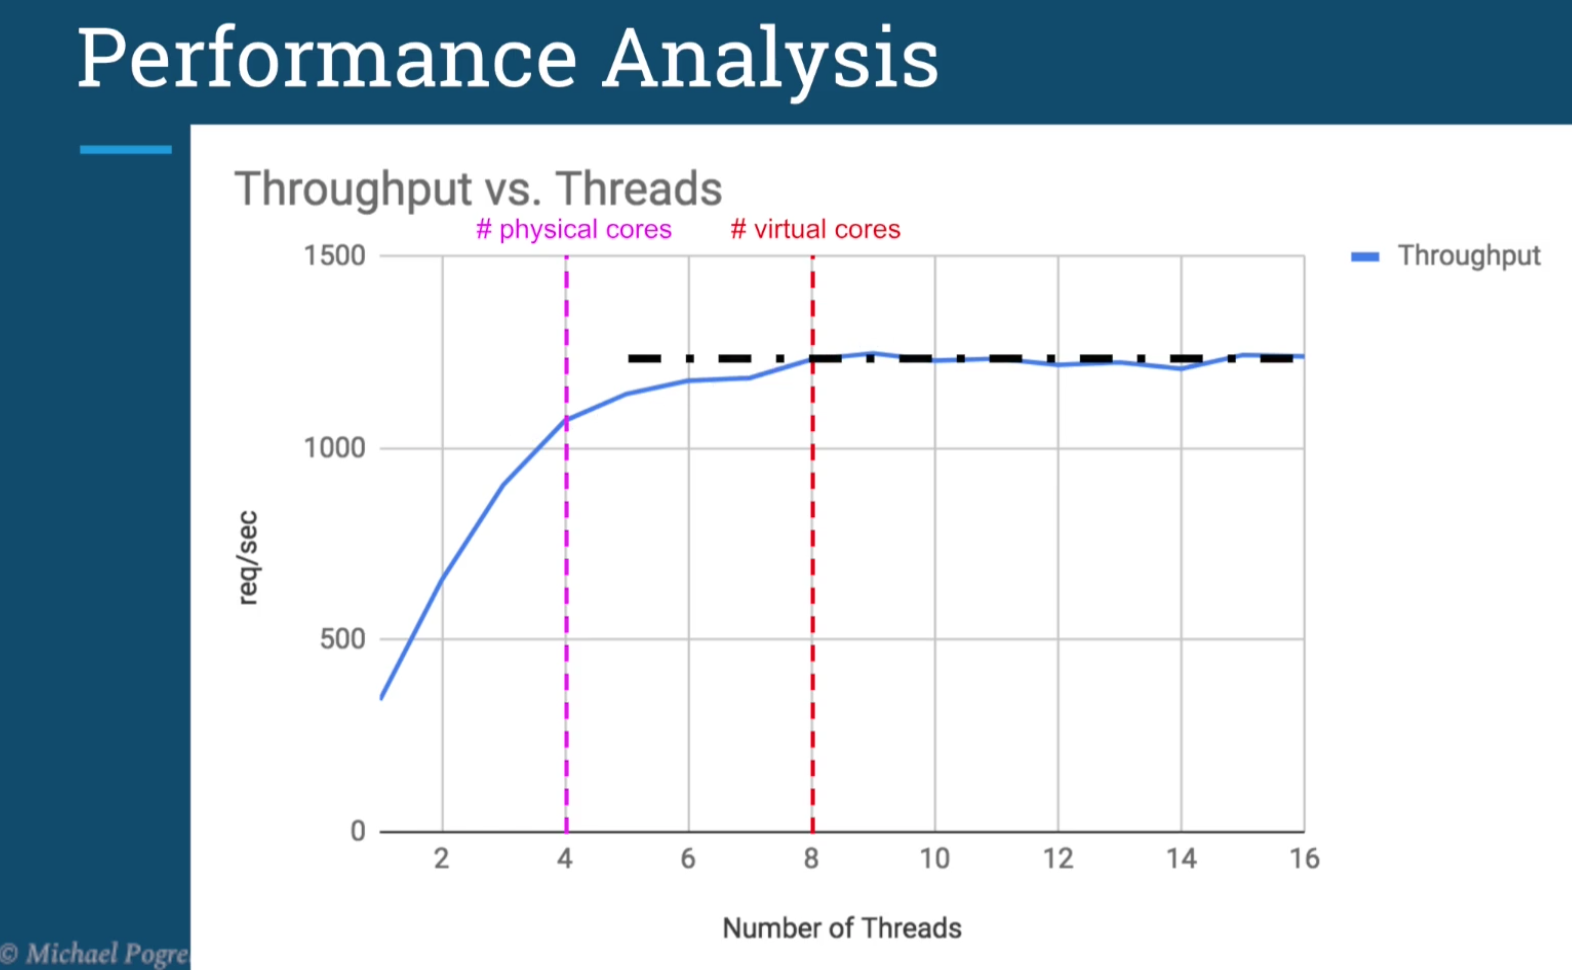 Performance Analysis
Throughput vs. Threads
# physical cores # virtual cores
1500
Throughput
1000
req/sec
500
0
2 4 6 8 10 12 14 16
Number of Threads
© Michael Pogre